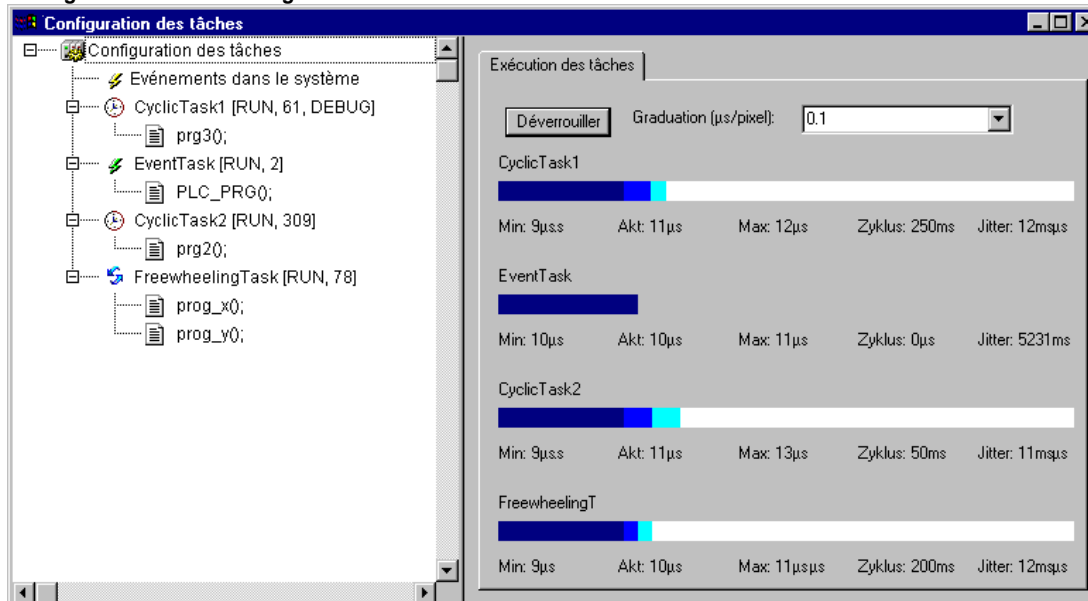 Configuration des tâches
Configuration des tâches
Evénements dans le système
CyclicTask1 [RUN, 61, DEBUG]
prg3();
EventTask [RUN, 2]
PLC_PRG();
CyclicTask2 [RUN, 309]
prg2();
FreewheelingTask [RUN, 78]
prog_x();
prog_y();
Exécution des tâches
Déverrouiller Graduation (µs/pixel): 0.1
CyclicTask1
Min: 9µs.s Akt: 11µs Max: 12µs Zyklus: 250ms Jitter: 12msµs
EventTask
Min: 10µs Akt: 10µs Max: 11µs Zyklus: 0µs Jitter: 5231ms
CyclicTask2
Min: 9µs.s Akt: 11µs Max: 13µs Zyklus: 50ms Jitter: 11msµs
FreewheelingT
Min: 9µs Akt: 10µs Max: 11µsµs Zyklus: 200ms Jitter: 12msµs